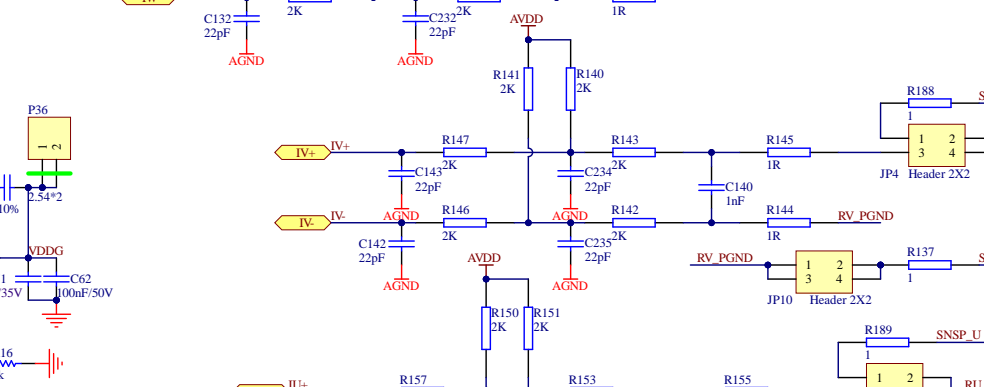 C132
22pF
AGND
2K
C232
22pF
AGND
2K
AVDD
1R
R141
2K
R140
2K
P36
1 2
2.54*2
10%
VDDG
35V
C62
100nF/50V
16
IV+
IV+
R147
2K
C143
22pF
AGND
R143
2K
C234
22pF
AGND
R145
1R
C140
1nF
R188
1
1 2
3 4
JP4
Header 2X2
IV-
IV-
R146
2K
C142
22pF
AGND
R142
2K
C235
22pF
AGND
R144
1R
RV_PGND
RV_PGND
1 2
3 4
JP10
Header 2X2
R137
1
AVDD
R150
2K
R151
2K
R189
1
SNSP_U
1 2
RU
IU+
R157
R153
R155